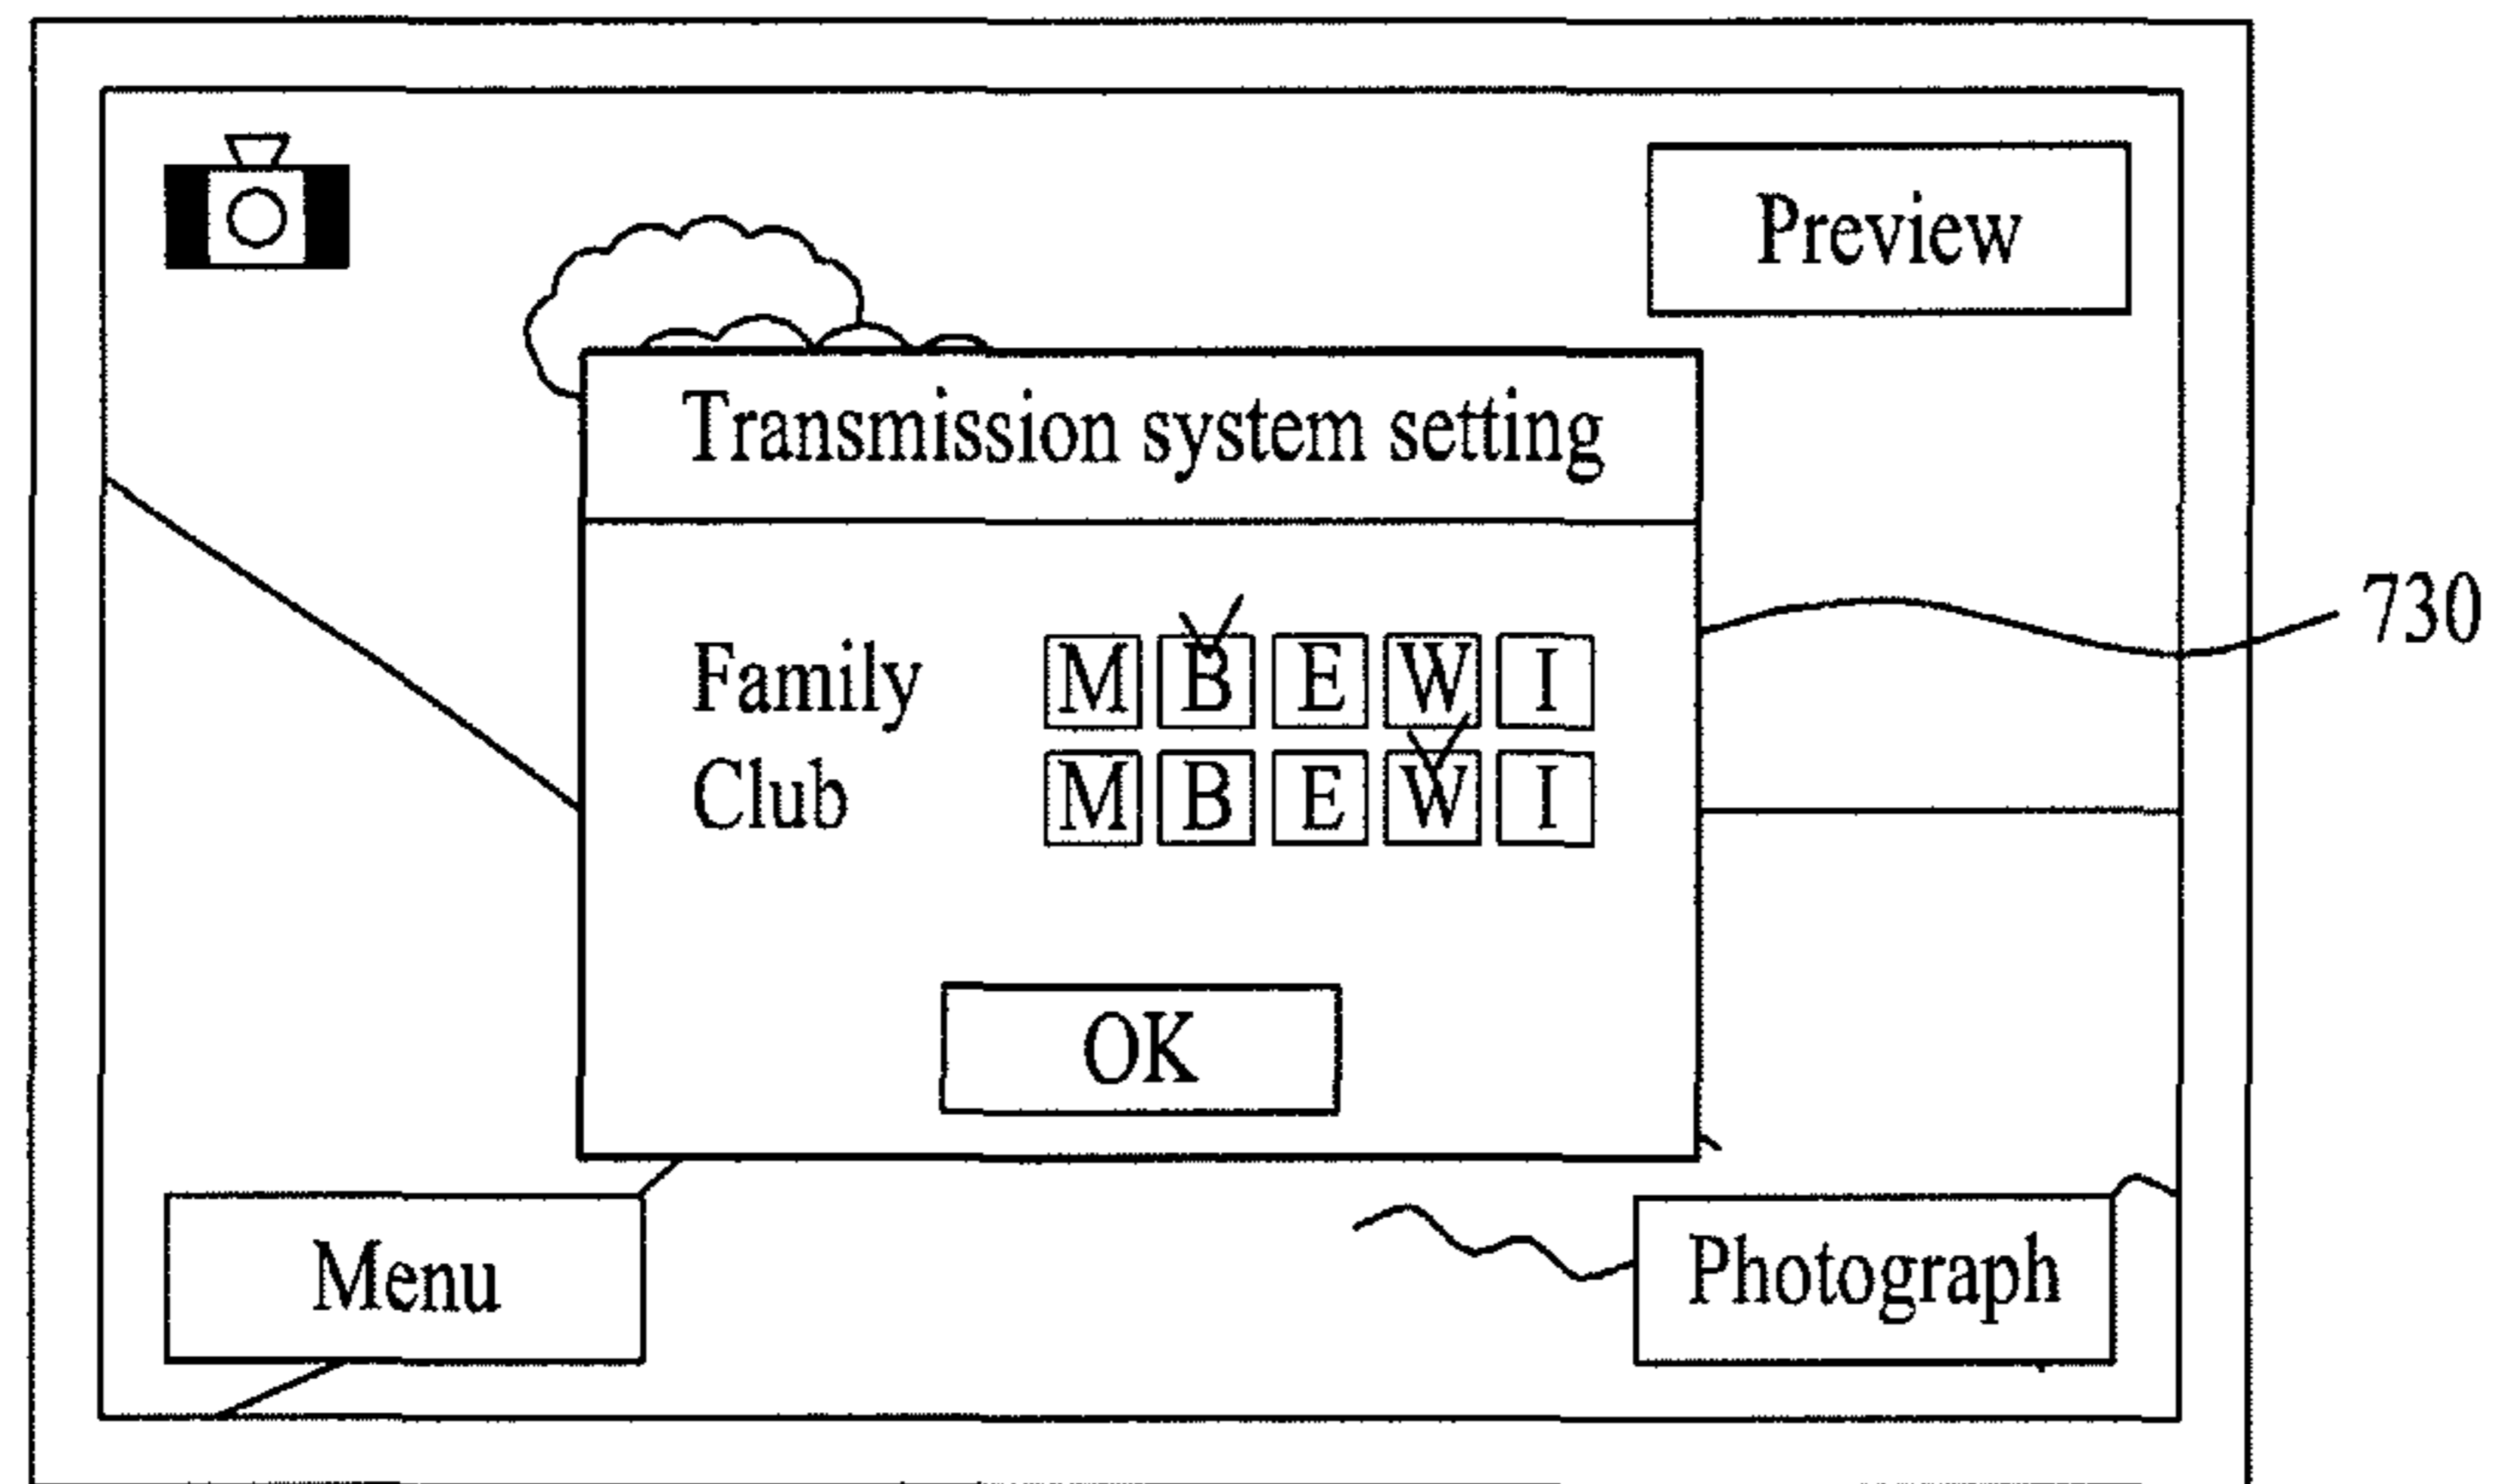 Preview
Transmission system setting
730
Family M B E W I
Club M B E W I
OK
Menu
Photograph